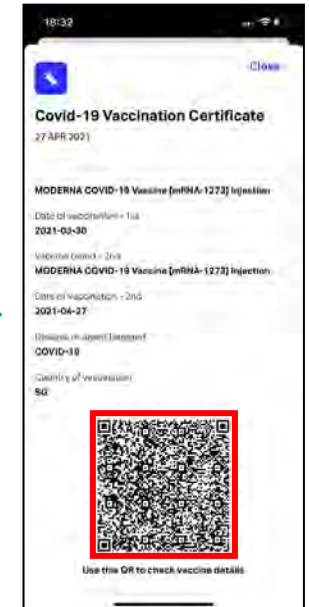 18:32
Close
Covid-19 Vaccination Certificate
27 APR 2021
MODERNA COVID-19 Vaccine [mRNA-1273] Injection
Date of vaccination - 1st
2021-03-30
Vaccine brand - 2nd
MODERNA COVID-19 Vaccine [mRNA-1273] Injection
Date of vaccination - 2nd
2021-04-27
Disease or Agent Targeted
COVID-19
Country of vaccination
SG
Use this QR to check vaccine details